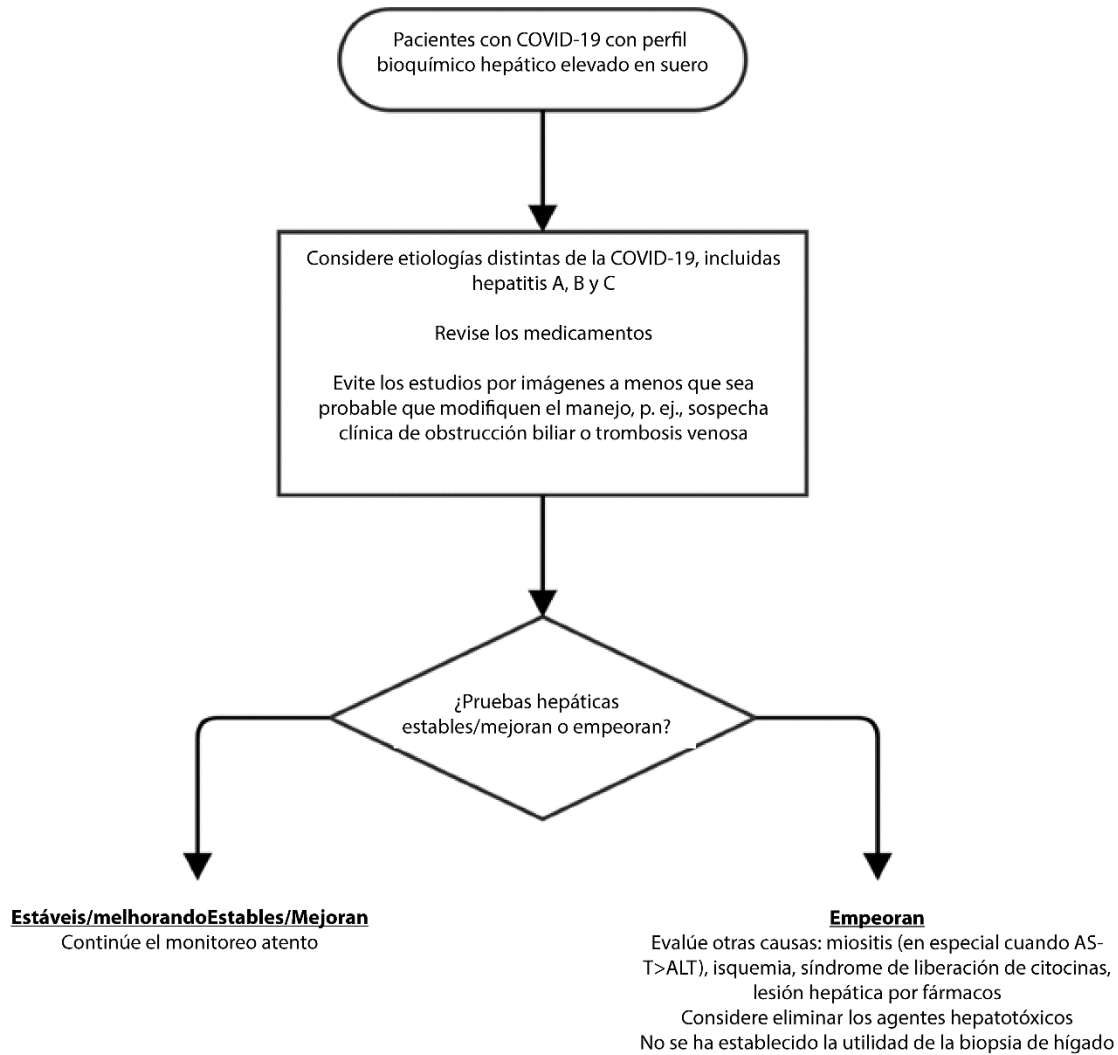 Pacientes con COVID-19 con perfil
bioquímico hepático elevado en suero
Considere etiologías distintas de la COVID-19, incluidas
hepatitis A, B y C
Revise los medicamentos
Evite los estudios por imágenes a menos que sea
probable que modifiquen el manejo, p. ej., sospecha
clínica de obstrucción biliar o trombosis venosa
¿Pruebas hepáticas
estables/mejoran o empeoran?
Estáveis/melhorandoEstables/Mejoran
Continúe el monitoreo atento
Empeoran
Evalúe otras causas: miositis (en especial cuando AS-
T>ALT), isquemia, síndrome de liberación de citocinas,
lesión hepática por fármacos
Considere eliminar los agentes hepatotóxicos
No se ha establecido la utilidad de la biopsia de hígado